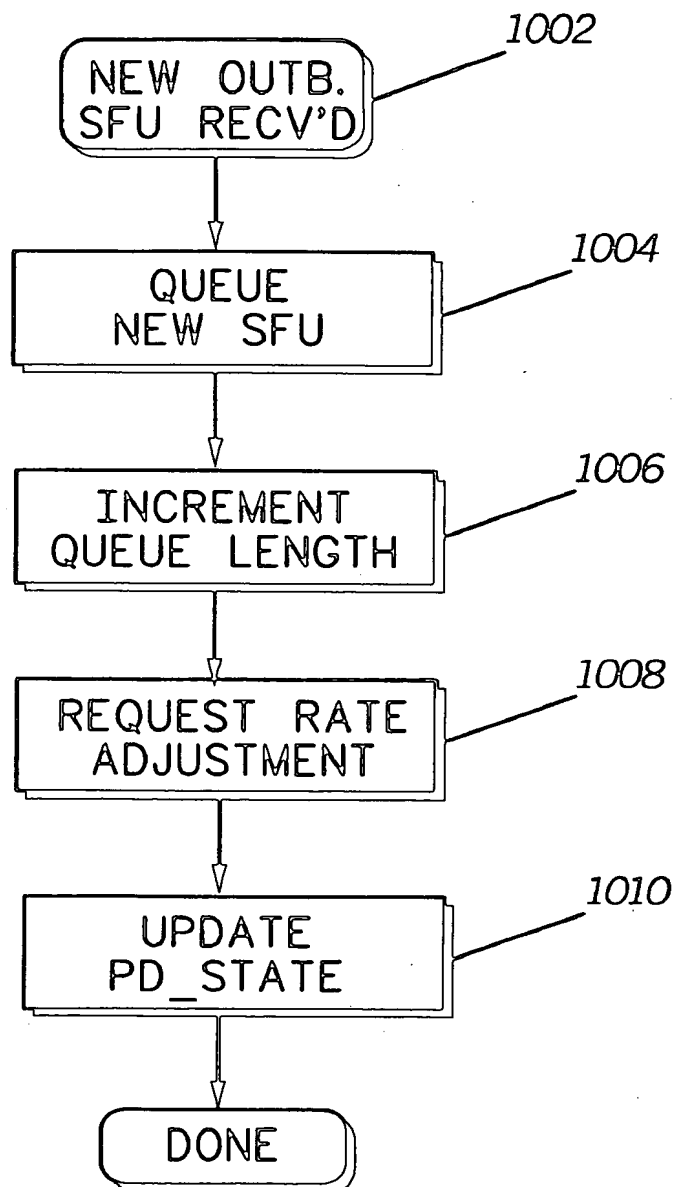 1002
NEW OUTB.
SFU RECV'D
1004
QUEUE
NEW SFU
1006
INCREMENT
QUEUE LENGTH
1008
REQUEST RATE
ADJUSTMENT
1010
UPDATE
PD_STATE
DONE